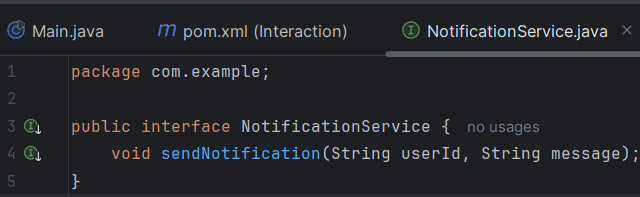 Main.java pom.xml (Interaction) NotificationService.java
1 package com.example;
2
3 public interface NotificationService { no usages
4 void sendNotification(String userId, String message);
5 }